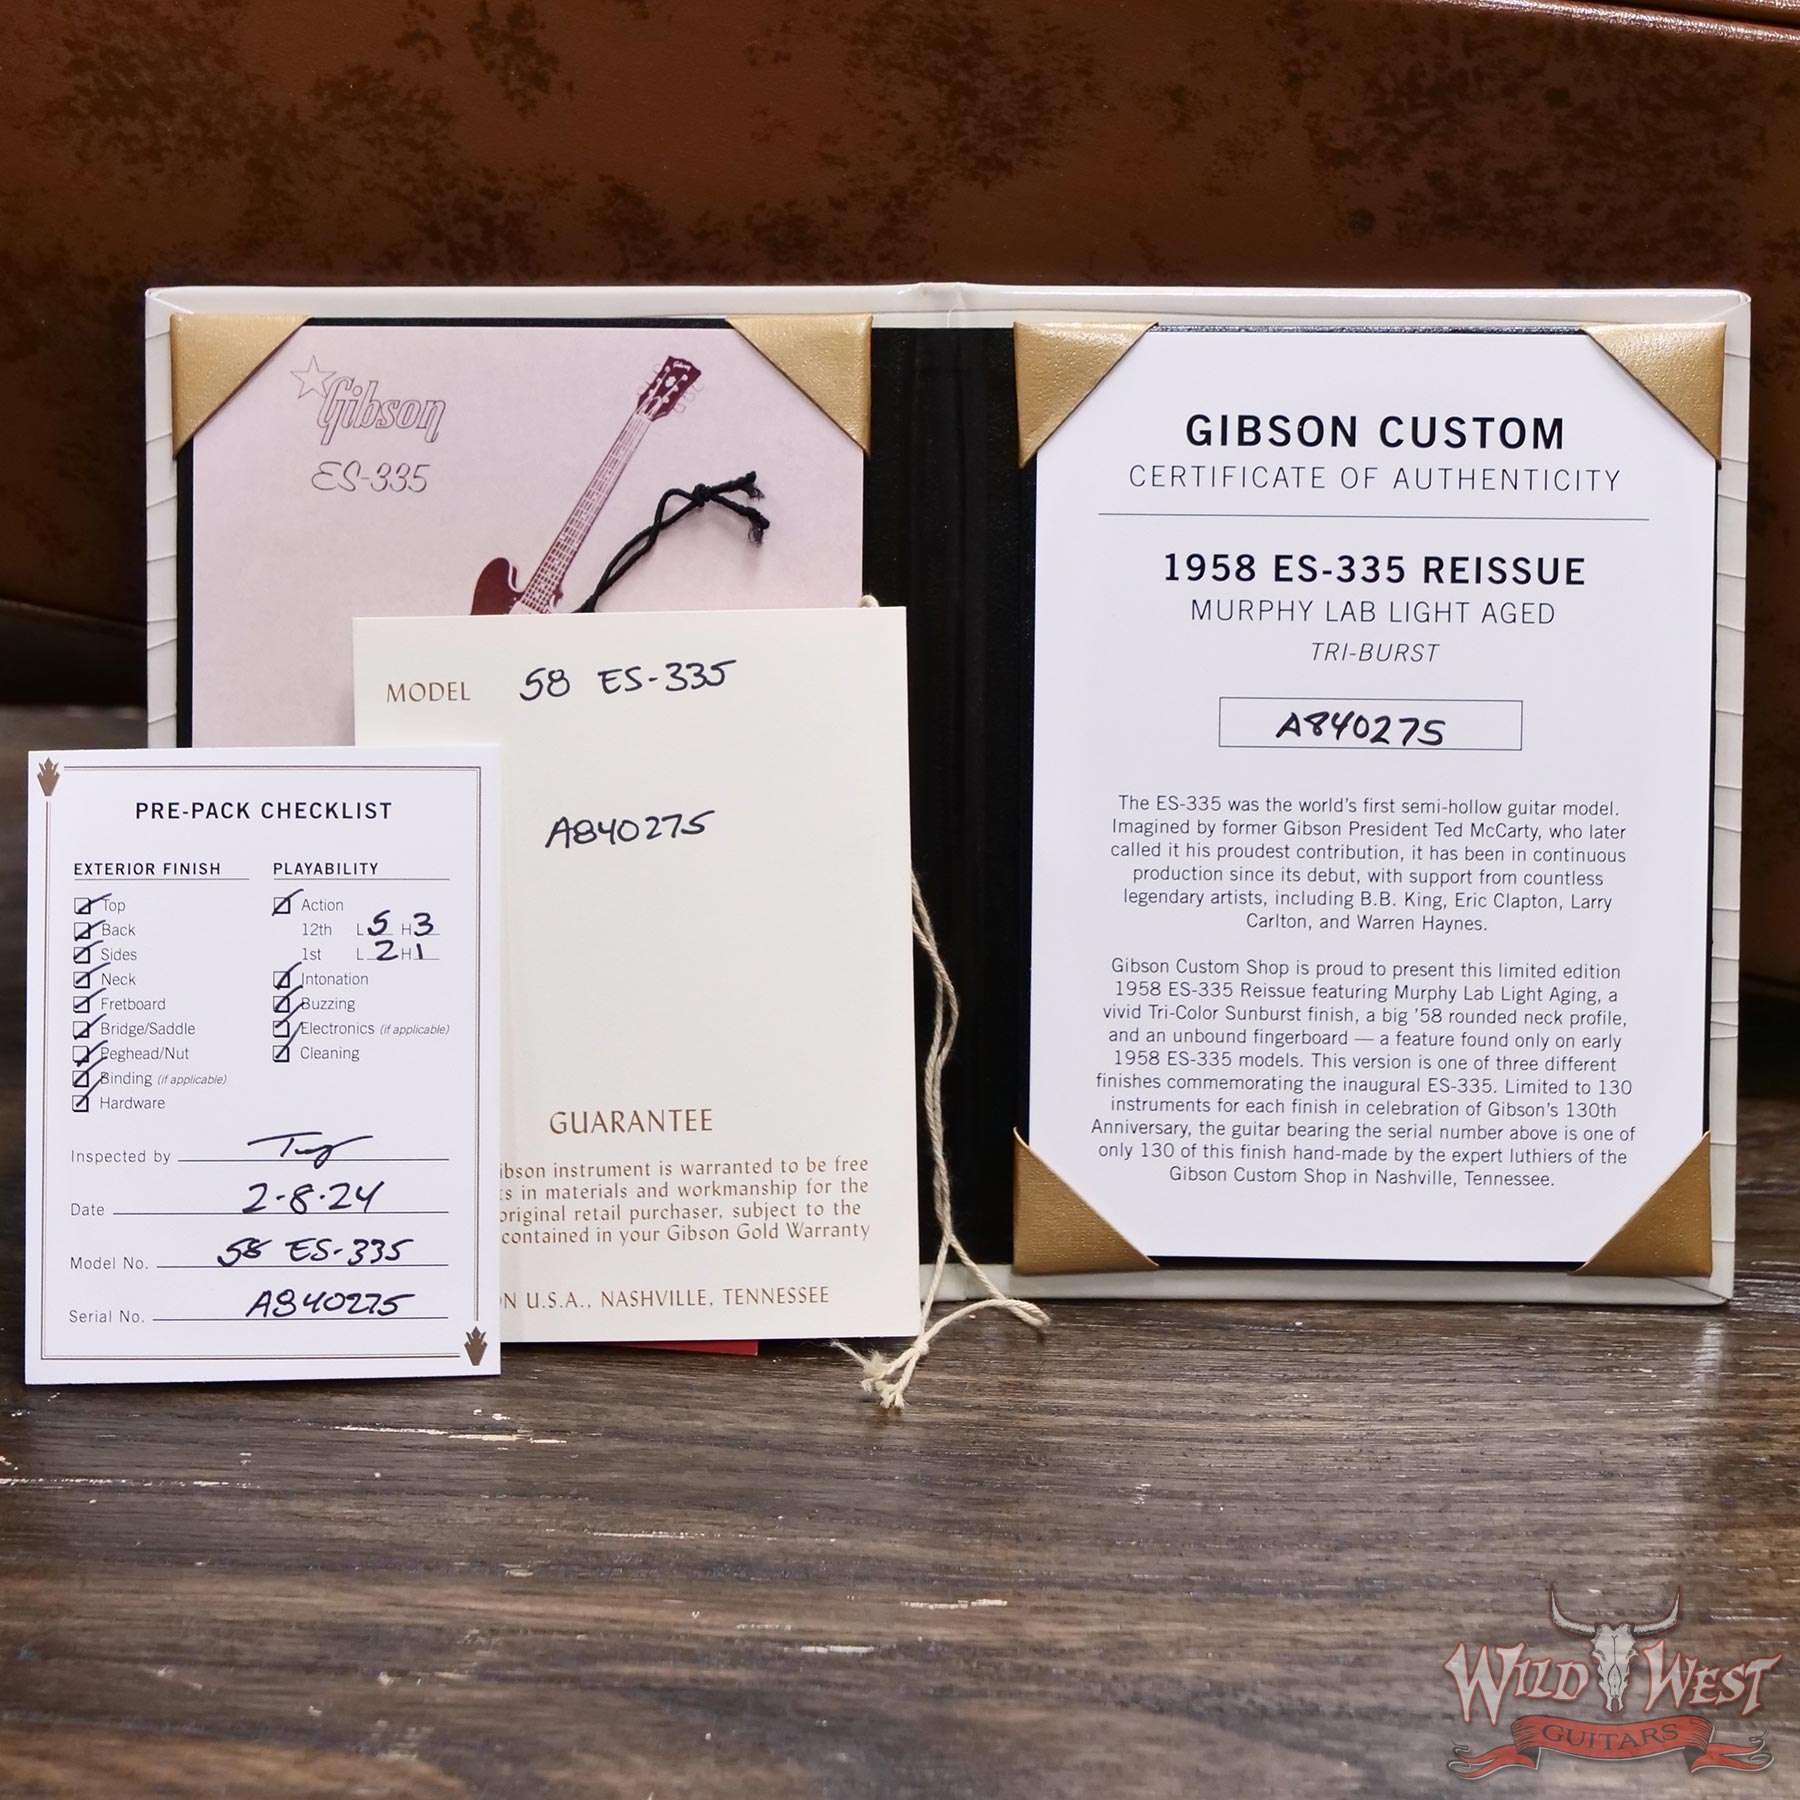 Gibson
ES-335
MODEL 58 ES-335
A840275
GUARANTEE
ibson instrument is warranted to be free
s in materials and workmanship for the
original retail purchaser, subject to the
contained in your Gibson Gold Warranty
N U.S.A., NASHVILLE, TENNESSEE
PRE-PACK CHECKLIST
EXTERIOR FINISH
Top
Back
Sides
Neck
Fretboard
Bridge/Saddle
Peghead/Nut
Binding (if applicable)
Hardware
PLAYABILITY
Action
12th L 5 H 3
1st L 2 H 1
Intonation
Buzzing
Electronics (if applicable)
Cleaning
Inspected by
Date 2-8-24
Model No. 58 ES-335
Serial No. A840275
GIBSON CUSTOM
CERTIFICATE OF AUTHENTICITY
1958 ES-335 REISSUE
MURPHY LAB LIGHT AGED
TRI-BURST
A840275
The ES-335 was the world's first semi-hollow guitar model.
Imagined by former Gibson President Ted McCarty, who later
called it his proudest contribution, it has been in continuous
production since its debut, with support from countless
legendary artists, including B.B. King, Eric Clapton, Larry
Carlton, and Warren Haynes.
Gibson Custom Shop is proud to present this limited edition
1958 ES-335 Reissue featuring Murphy Lab Light Aging, a
vivid Tri-Color Sunburst finish, a big '58 rounded neck profile,
and an unbound fingerboard — a feature found only on early
1958 ES-335 models. This version is one of three different
finishes commemorating the inaugural ES-335. Limited to 130
instruments for each finish in celebration of Gibson's 130th
Anniversary, the guitar bearing the serial number above is one of
only 130 of this finish hand-made by the expert luthiers of the
Gibson Custom Shop in Nashville, Tennessee.
WILD WEST
GUITARS